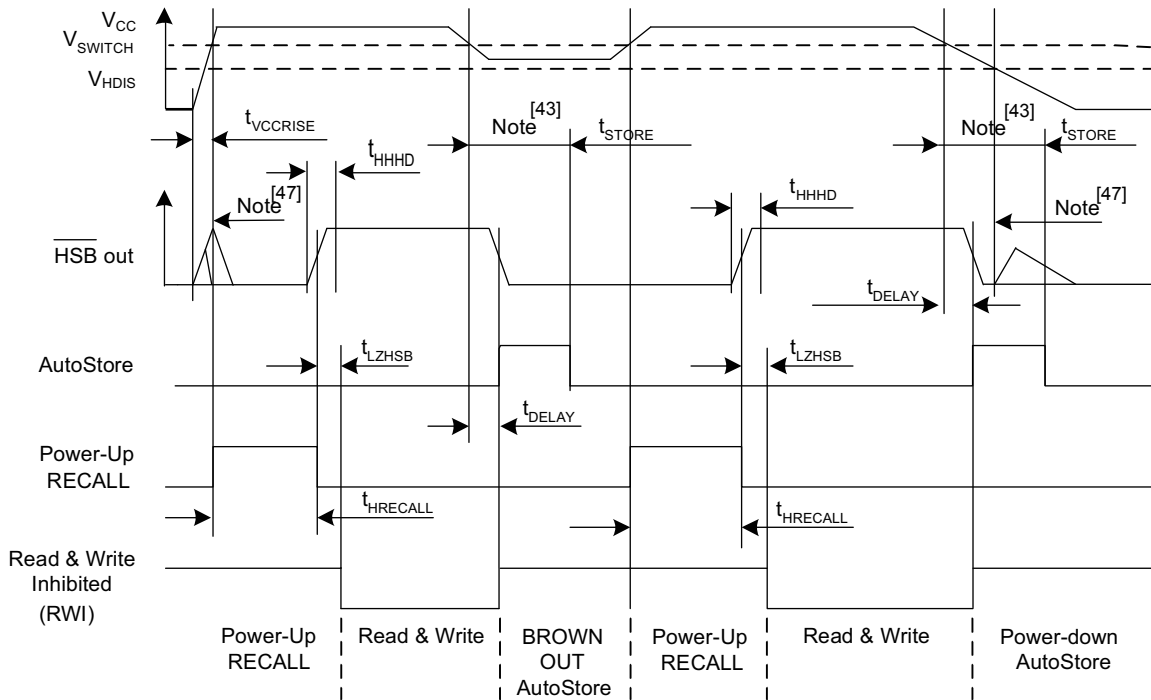 VCC
VSWITCH
VHDIS
tVCCRISE
Note[43]
tSTORE
Note[43]
tSTORE
tHHHD
Note[47]
tHHHD
Note[47]
HSB out
tDELAY
AutoStore
tLZHSB
tLZHSB
tDELAY
Power-Up
RECALL
tHRECALL
tHRECALL
Read & Write
Inhibited
(RWI)
Power-Up
RECALL
Read & Write
BROWN
OUT
AutoStore
Power-Up
RECALL
Read & Write
Power-down
AutoStore